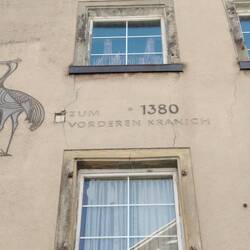 ZUM * 1380
VORDEREN KRANICH